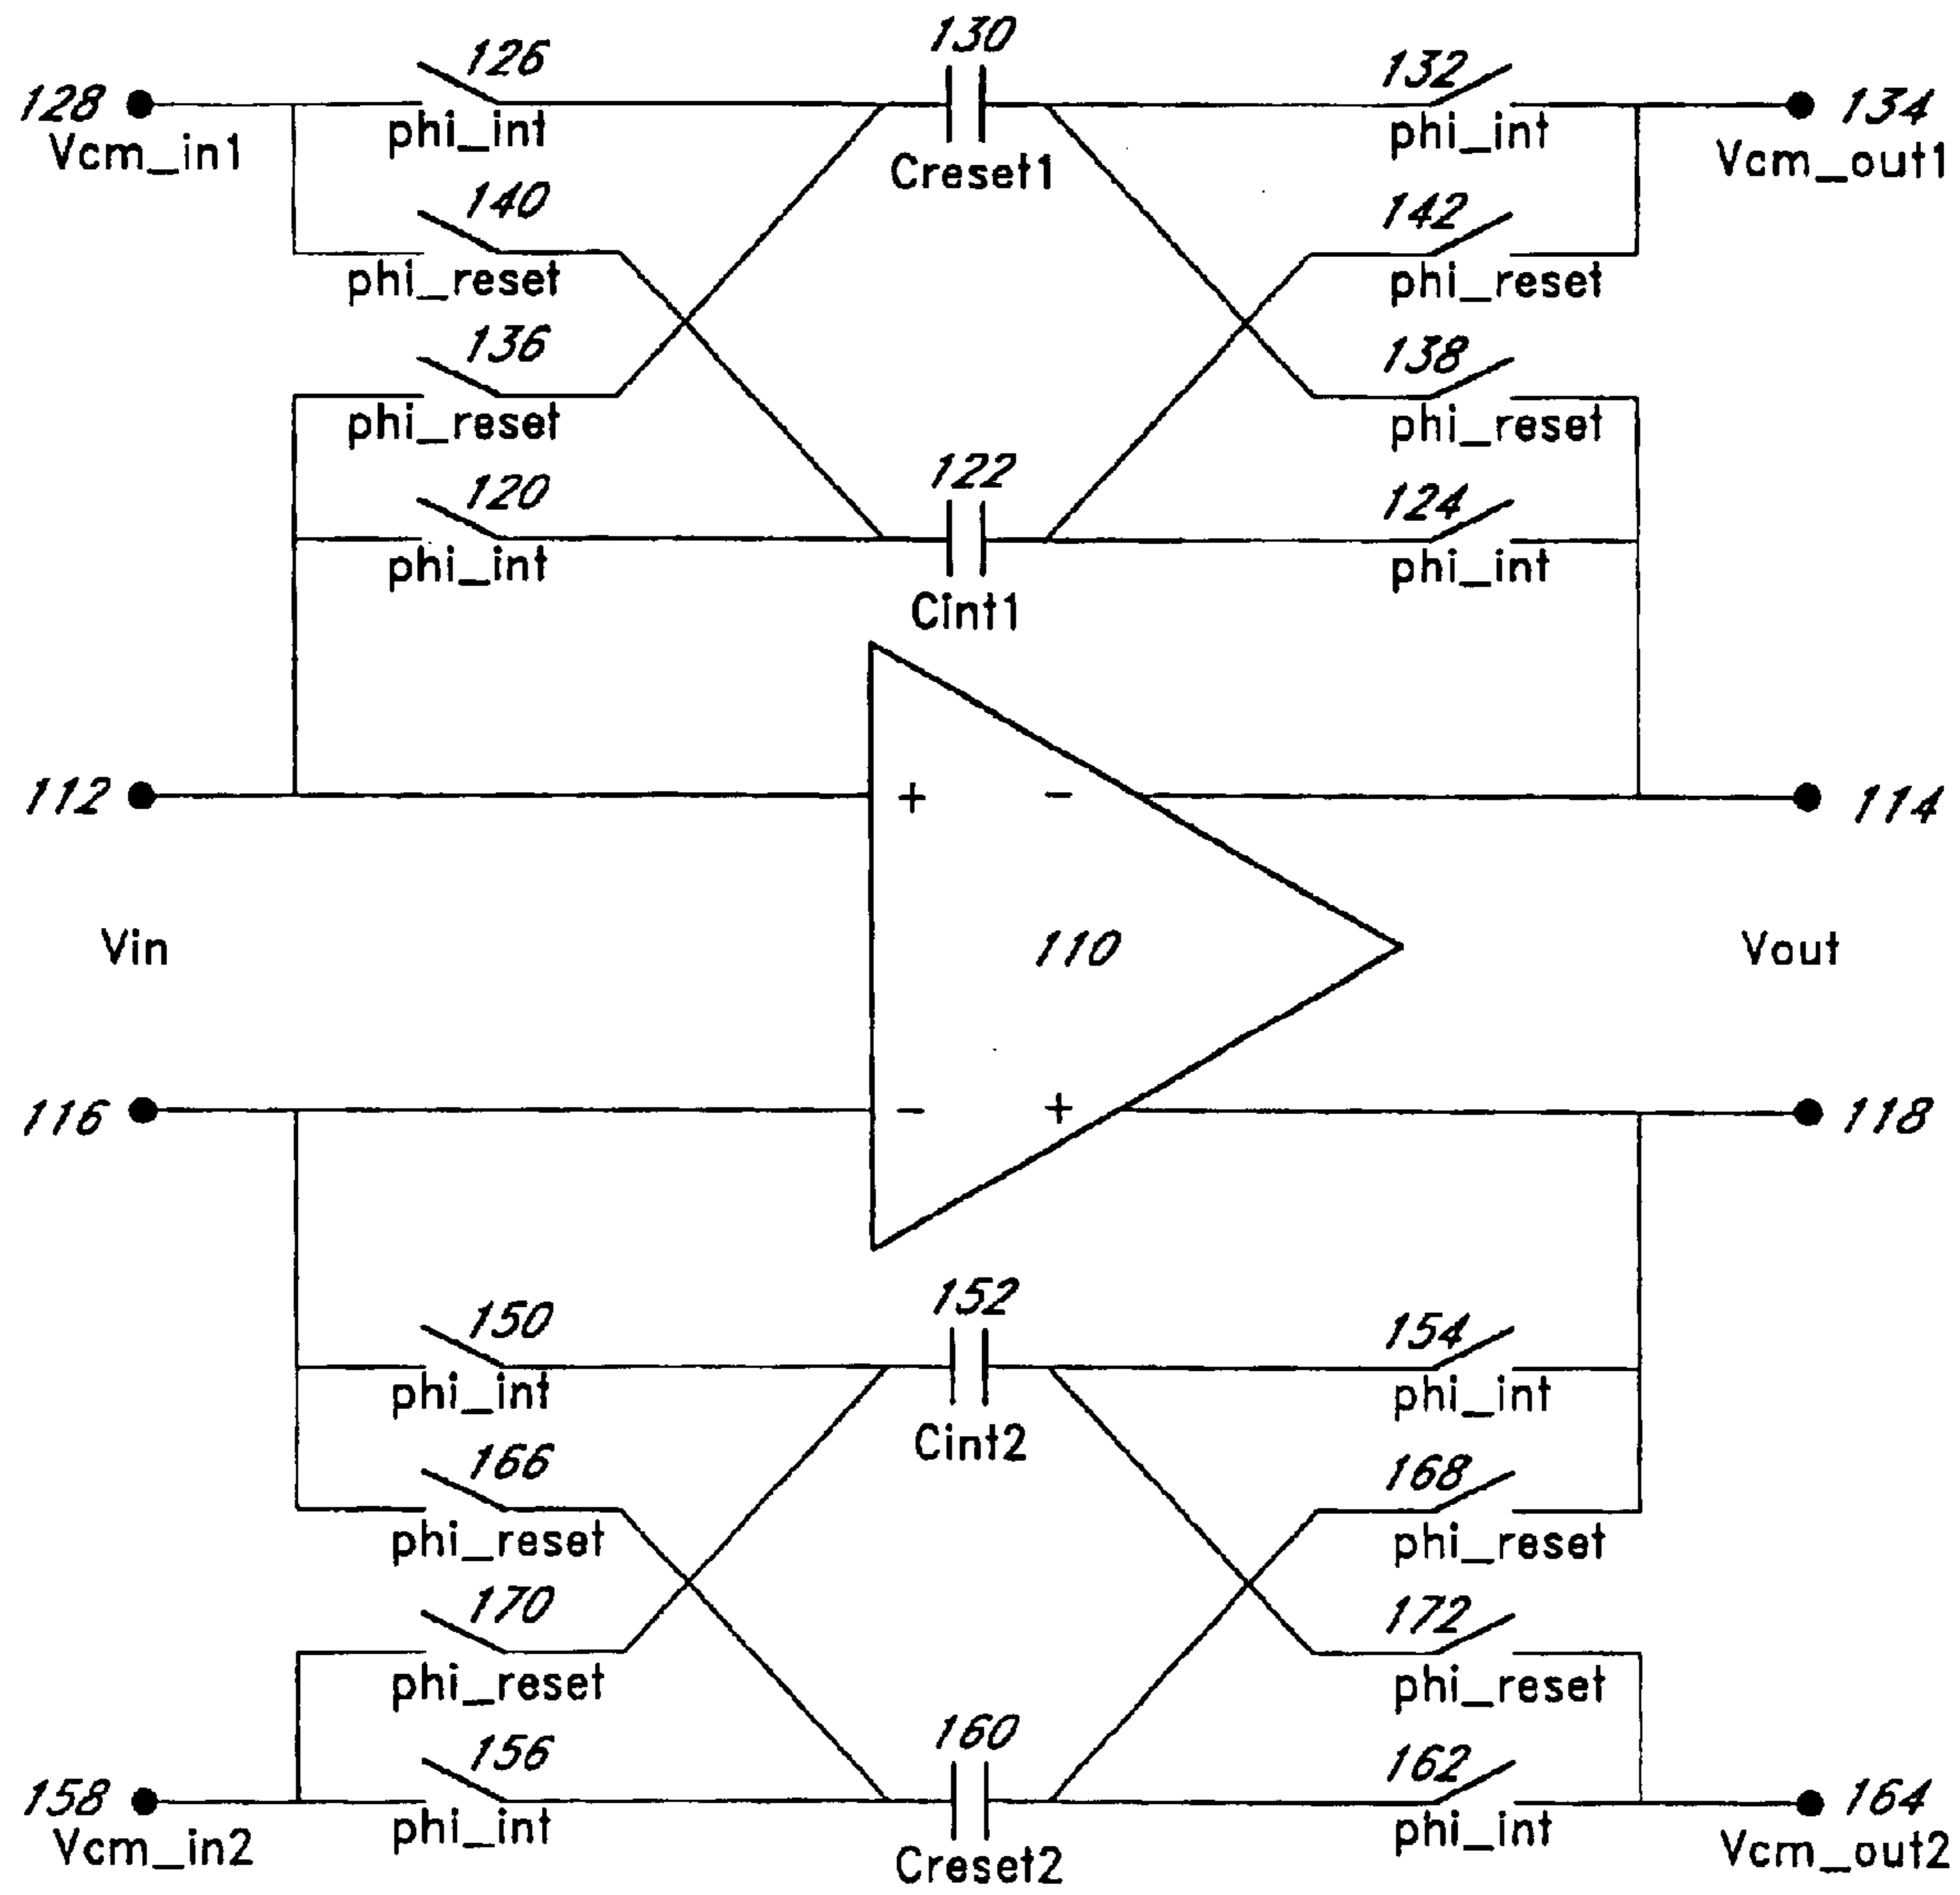 130
126
132
128
134
phi_int
phi_int
Vcm_in1
Vcm_out1
Creset1
140
142
phi_reset
phi_reset
136
138
phi_reset
phi_reset
122
120
124
phi_int
phi_int
Cint1
112
+
-
114
Vin
110
Vout
116
-
+
118
152
150
154
phi_int
phi_int
Cint2
166
168
phi_reset
phi_reset
170
172
phi_reset
phi_reset
160
156
162
158
164
phi_int
phi_int
Vcm_in2
Vcm_out2
Creset2